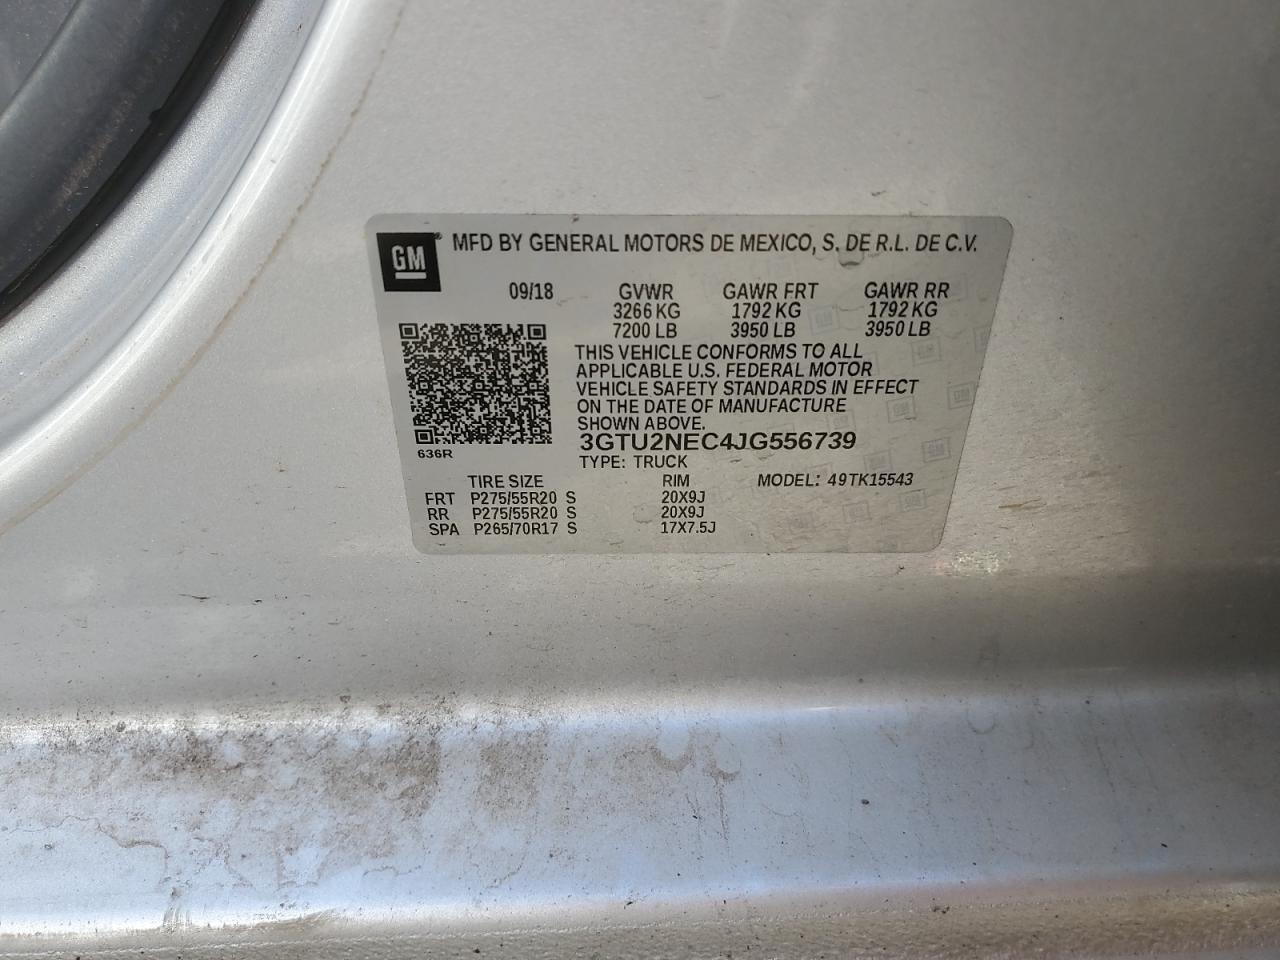 GM® MFD BY GENERAL MOTORS DE MEXICO, S. DE R.L. DE C.V.
09/18 GVWR GAWR FRT GAWR RR
3266 KG 1792 KG 1792 KG
7200 LB 3950 LB 3950 LB
THIS VEHICLE CONFORMS TO ALL
APPLICABLE U.S. FEDERAL MOTOR
VEHICLE SAFETY STANDARDS IN EFFECT
ON THE DATE OF MANUFACTURE
SHOWN ABOVE.
3GTU2NEC4JG556739
636R
TYPE: TRUCK
TIRE SIZE RIM MODEL: 49TK15543
FRT P275/55R20 S 20X9J
RR P275/55R20 S 20X9J
SPA P265/70R17 S 17X7.5J